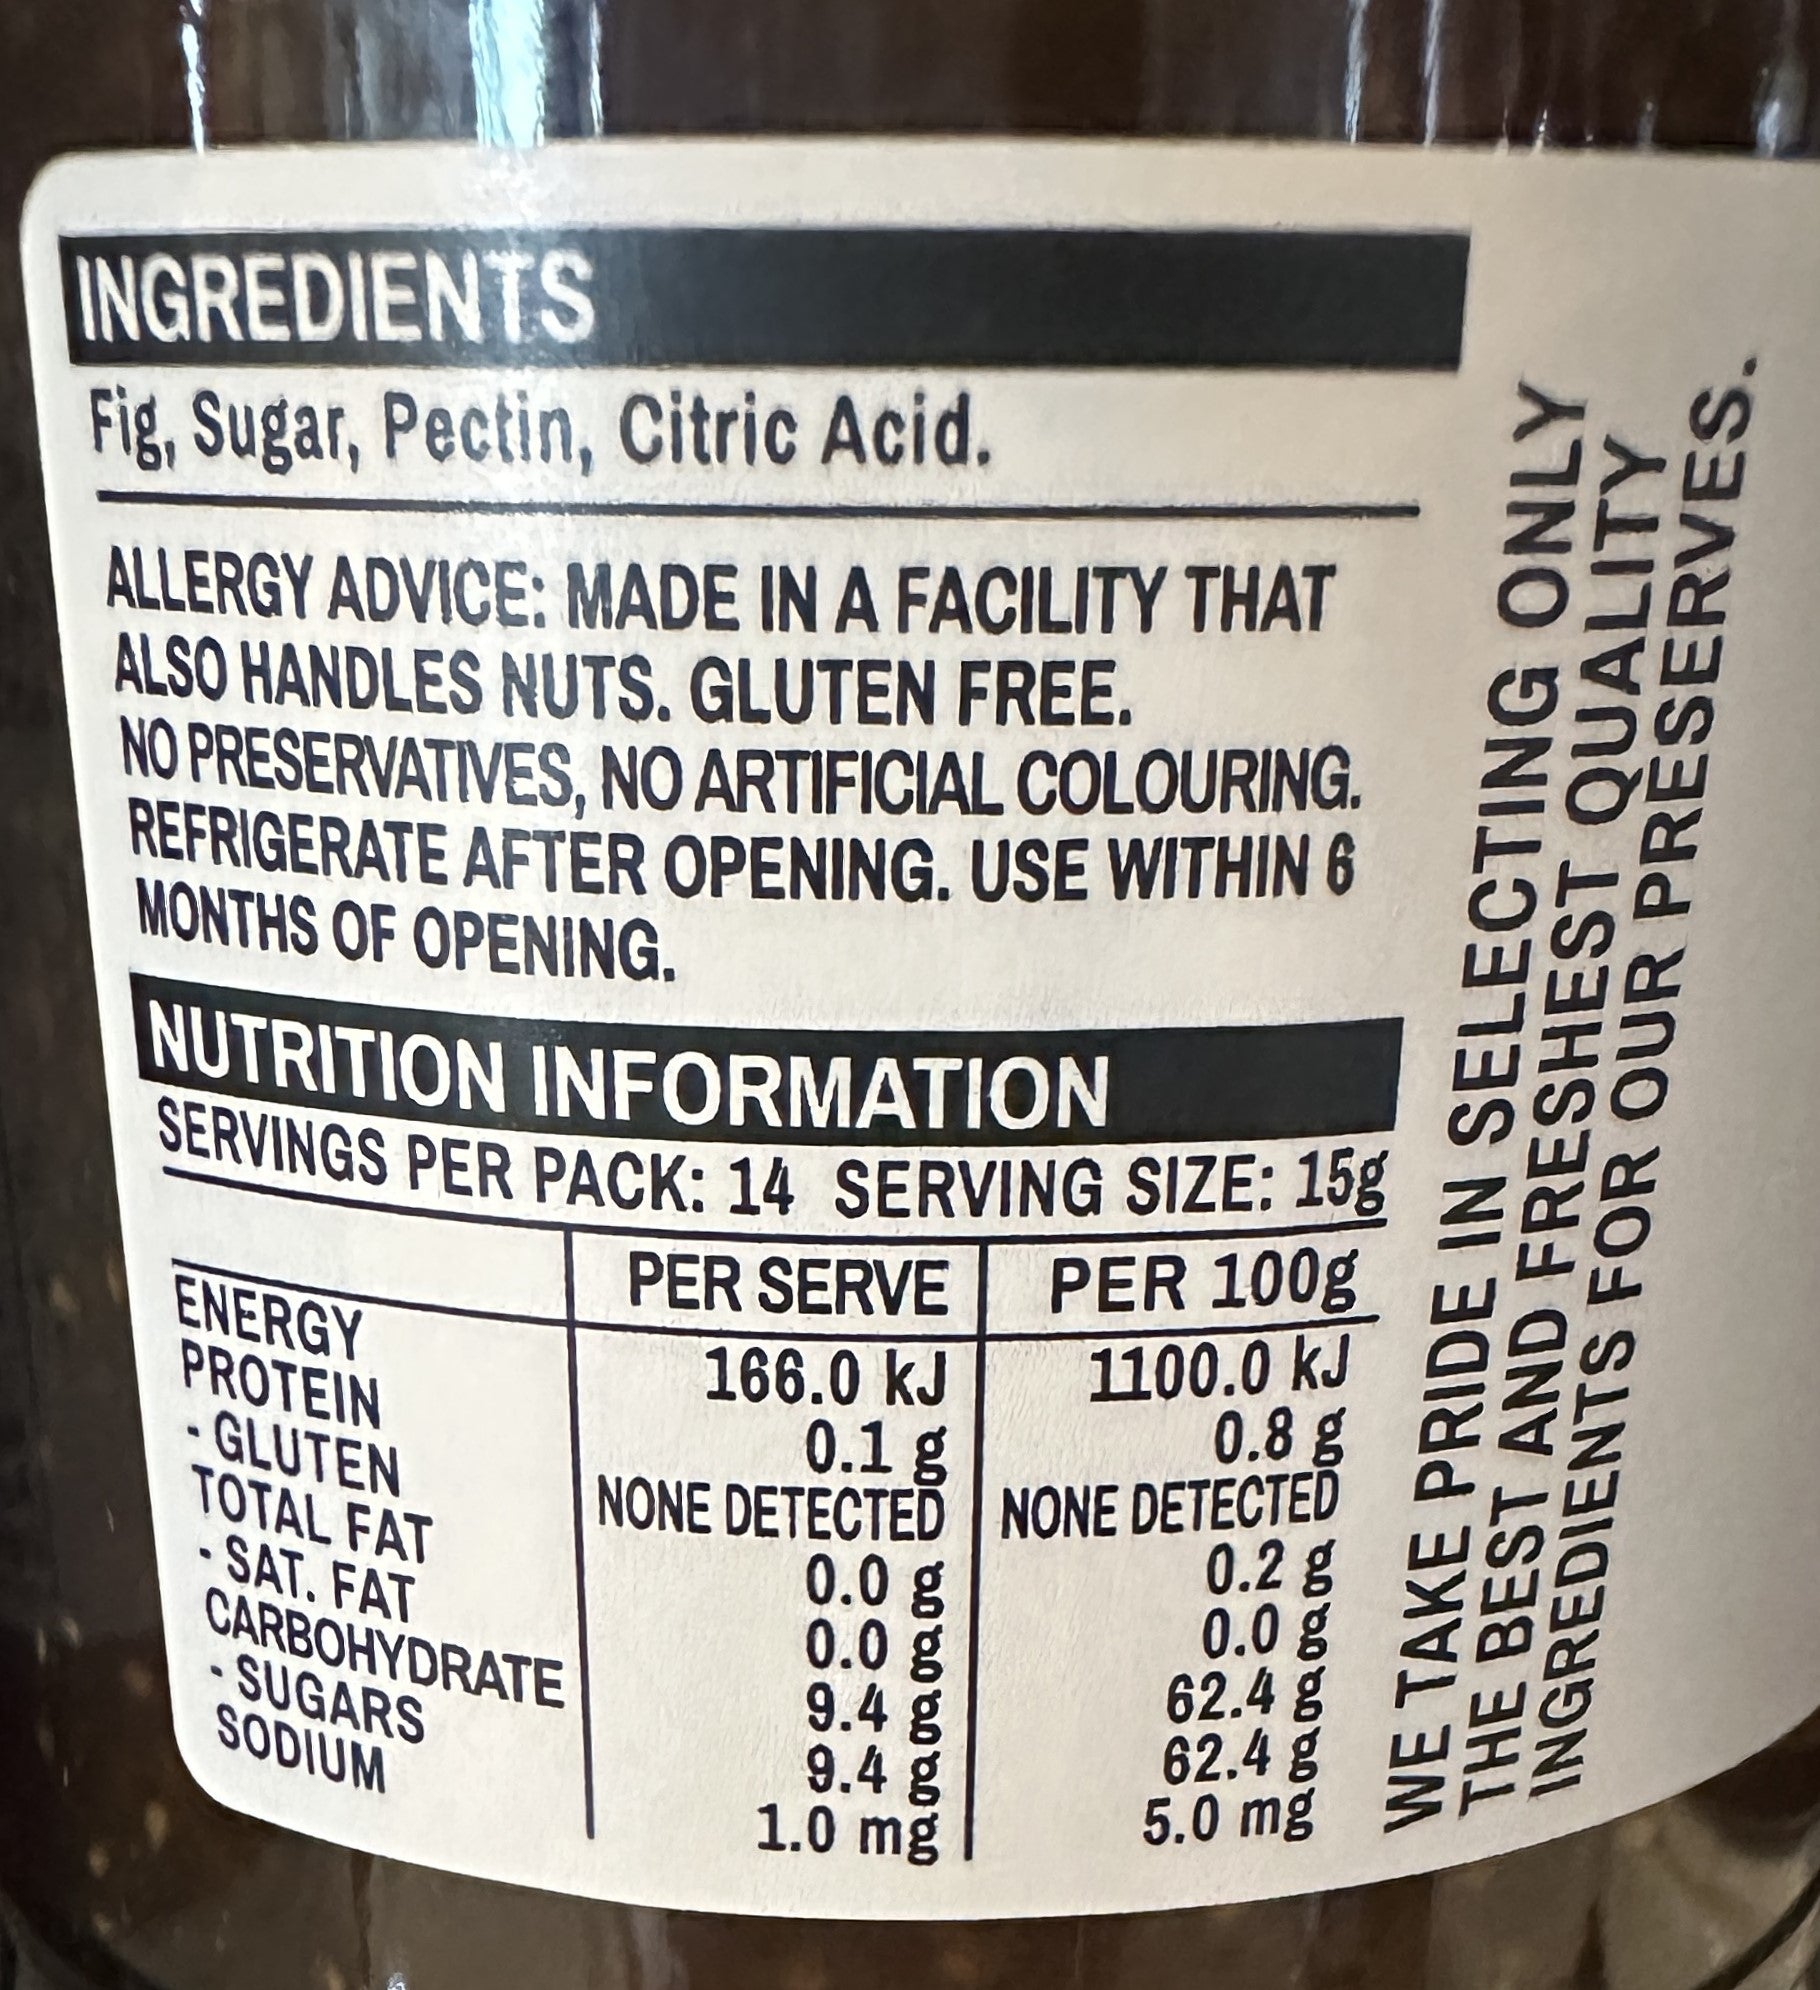 INGREDIENTS
Fig, Sugar, Pectin, Citric Acid.
ALLERGY ADVICE: MADE IN A FACILITY THAT
ALSO HANDLES NUTS. GLUTEN FREE.
NO PRESERVATIVES, NO ARTIFICIAL COLOURING.
REFRIGERATE AFTER OPENING. USE WITHIN 6
MONTHS OF OPENING.
NUTRITION INFORMATION
SERVINGS PER PACK: 14 SERVING SIZE: 15g
PER SERVE PER 100g
ENERGY 166.0 kJ 1100.0 kJ
PROTEIN 0.1 g 0.8 g
- GLUTEN NONE DETECTED NONE DETECTED
TOTAL FAT 0.0 g 0.2 g
- SAT. FAT 0.0 g 0.0 g
CARBOHYDRATE 9.4 g 62.4 g
- SUGARS 9.4 g 62.4 g
SODIUM 1.0 mg 5.0 mg
WE TAKE PRIDE IN SELECTING ONLY
THE BEST AND FRESHEST QUALITY
INGREDIENTS FOR OUR PRESERVES.